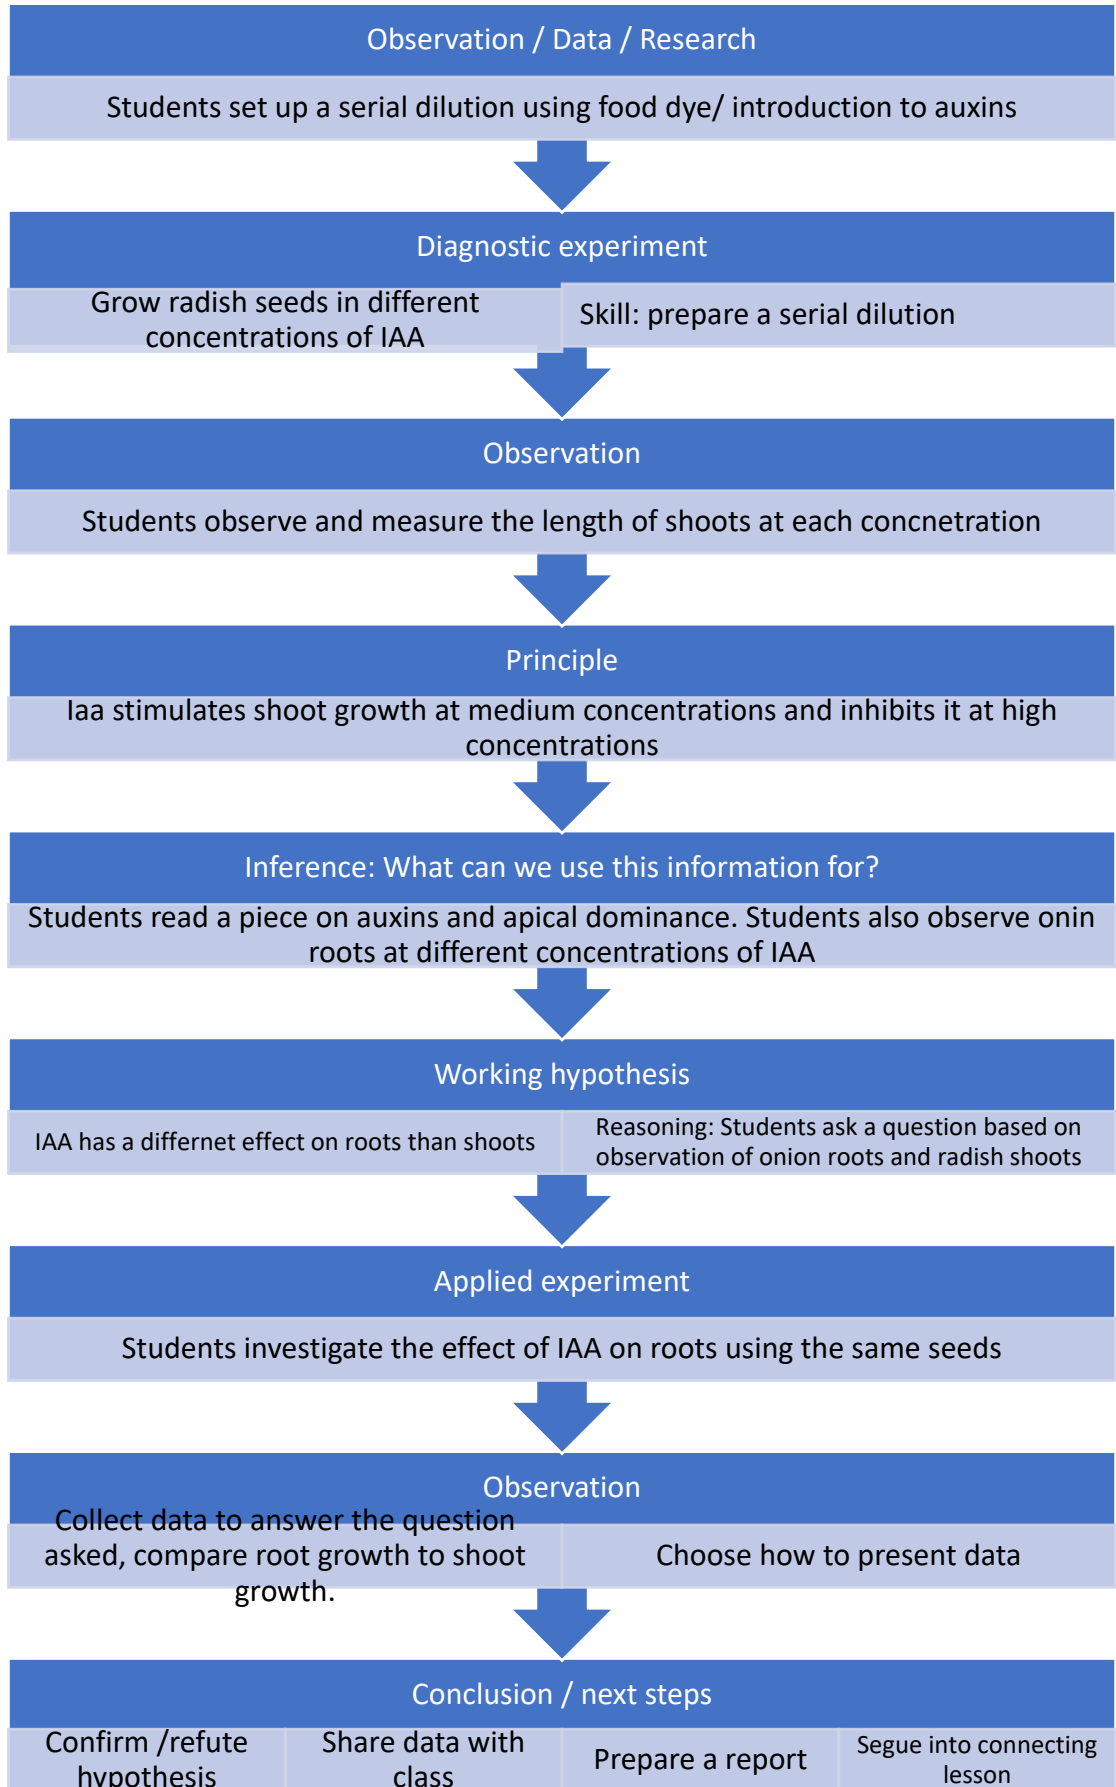 Observation / Data / Research
Students set up a serial dilution using food dye/ introduction to auxins
Diagnostic experiment
Grow radish seeds in different
concentrations of IAA
Skill: prepare a serial dilution
Observation
Students observe and measure the length of shoots at each concnetration
Principle
Iaa stimulates shoot growth at medium concentrations and inhibits it at high
concentrations
Inference: What can we use this information for?
Students read a piece on auxins and apical dominance. Students also observe onin
roots at different concentrations of IAA
Working hypothesis
IAA has a differnet effect on roots than shoots
Reasoning: Students ask a question based on
observation of onion roots and radish shoots
Applied experiment
Students investigate the effect of IAA on roots using the same seeds
Observation
Collect data to answer the question
asked, compare root growth to shoot
growth.
Choose how to present data
Conclusion / next steps
Confirm /refute
hypothesis
Share data with
class
Prepare a report
Segue into connecting
lesson